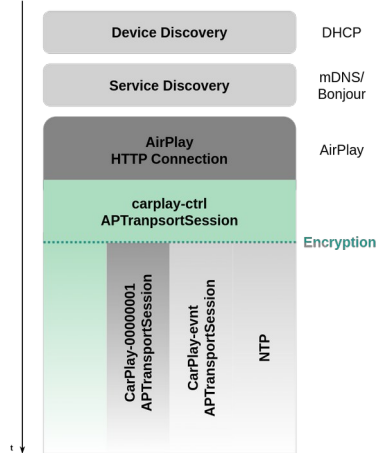 Device Discovery
DHCP
Service Discovery
mDNS/
Bonjour
AirPlay
HTTP Connection
AirPlay
carplay-ctrl
APTranpsortSession
Encryption
CarPlay-00000001
APTransportSession
CarPlay-evnt
APTransportSession
NTP
t